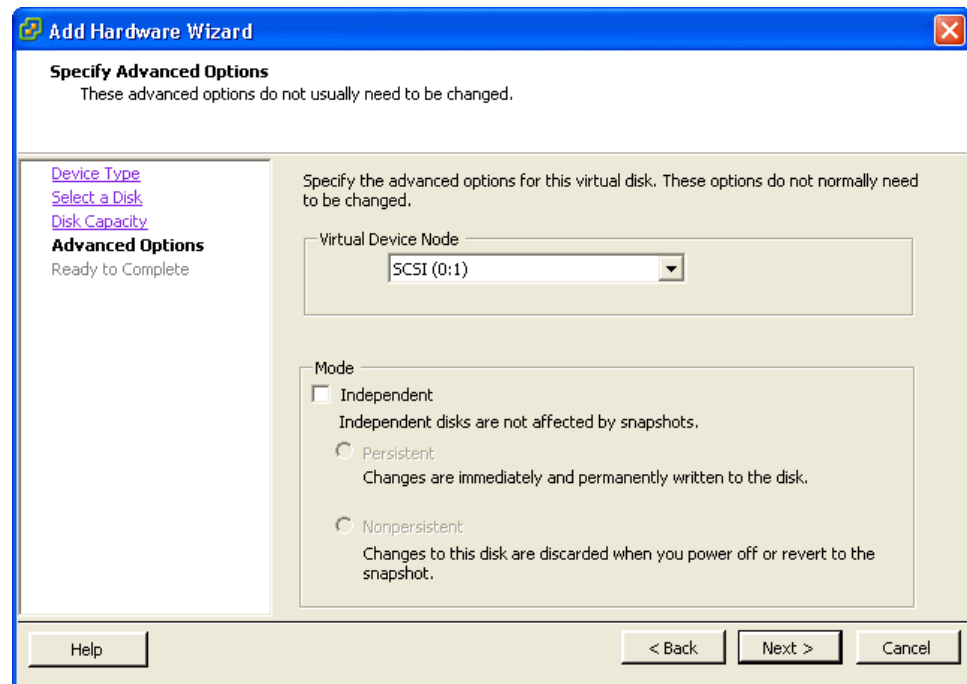 Add Hardware Wizard
Specify Advanced Options
These advanced options do not usually need to be changed.
Device Type
Select a Disk
Disk Capacity
Advanced Options
Ready to Complete
Specify the advanced options for this virtual disk. These options do not normally need
to be changed.
Virtual Device Node
SCSI (0:1)
Mode
Independent
Independent disks are not affected by snapshots.
Persistent
Changes are immediately and permanently written to the disk.
Nonpersistent
Changes to this disk are discarded when you power off or revert to the
snapshot.
Help
< Back
Next >
Cancel